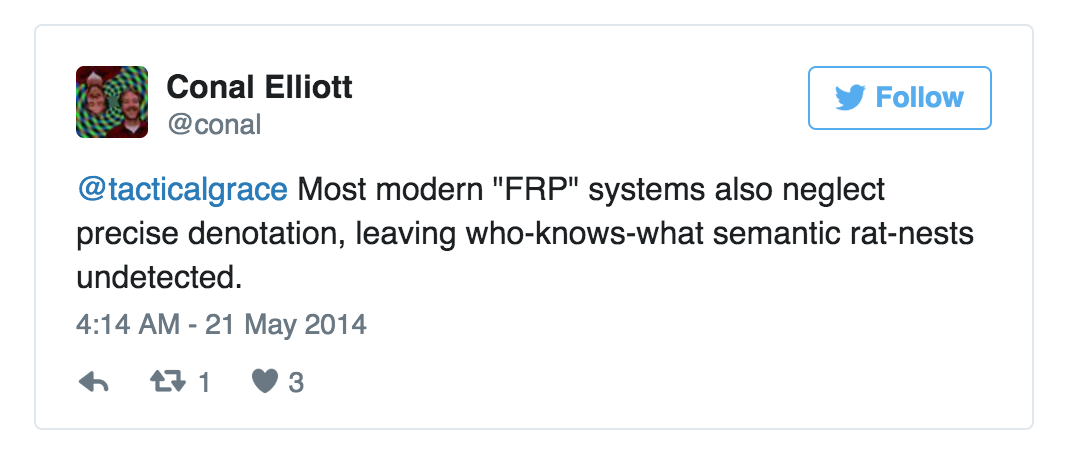 Conal Elliott
@conal
Follow
@tacticalgrace Most modern "FRP" systems also neglect
precise denotation, leaving who-knows-what semantic rat-nests
undetected.
4:14 AM - 21 May 2014
1 3